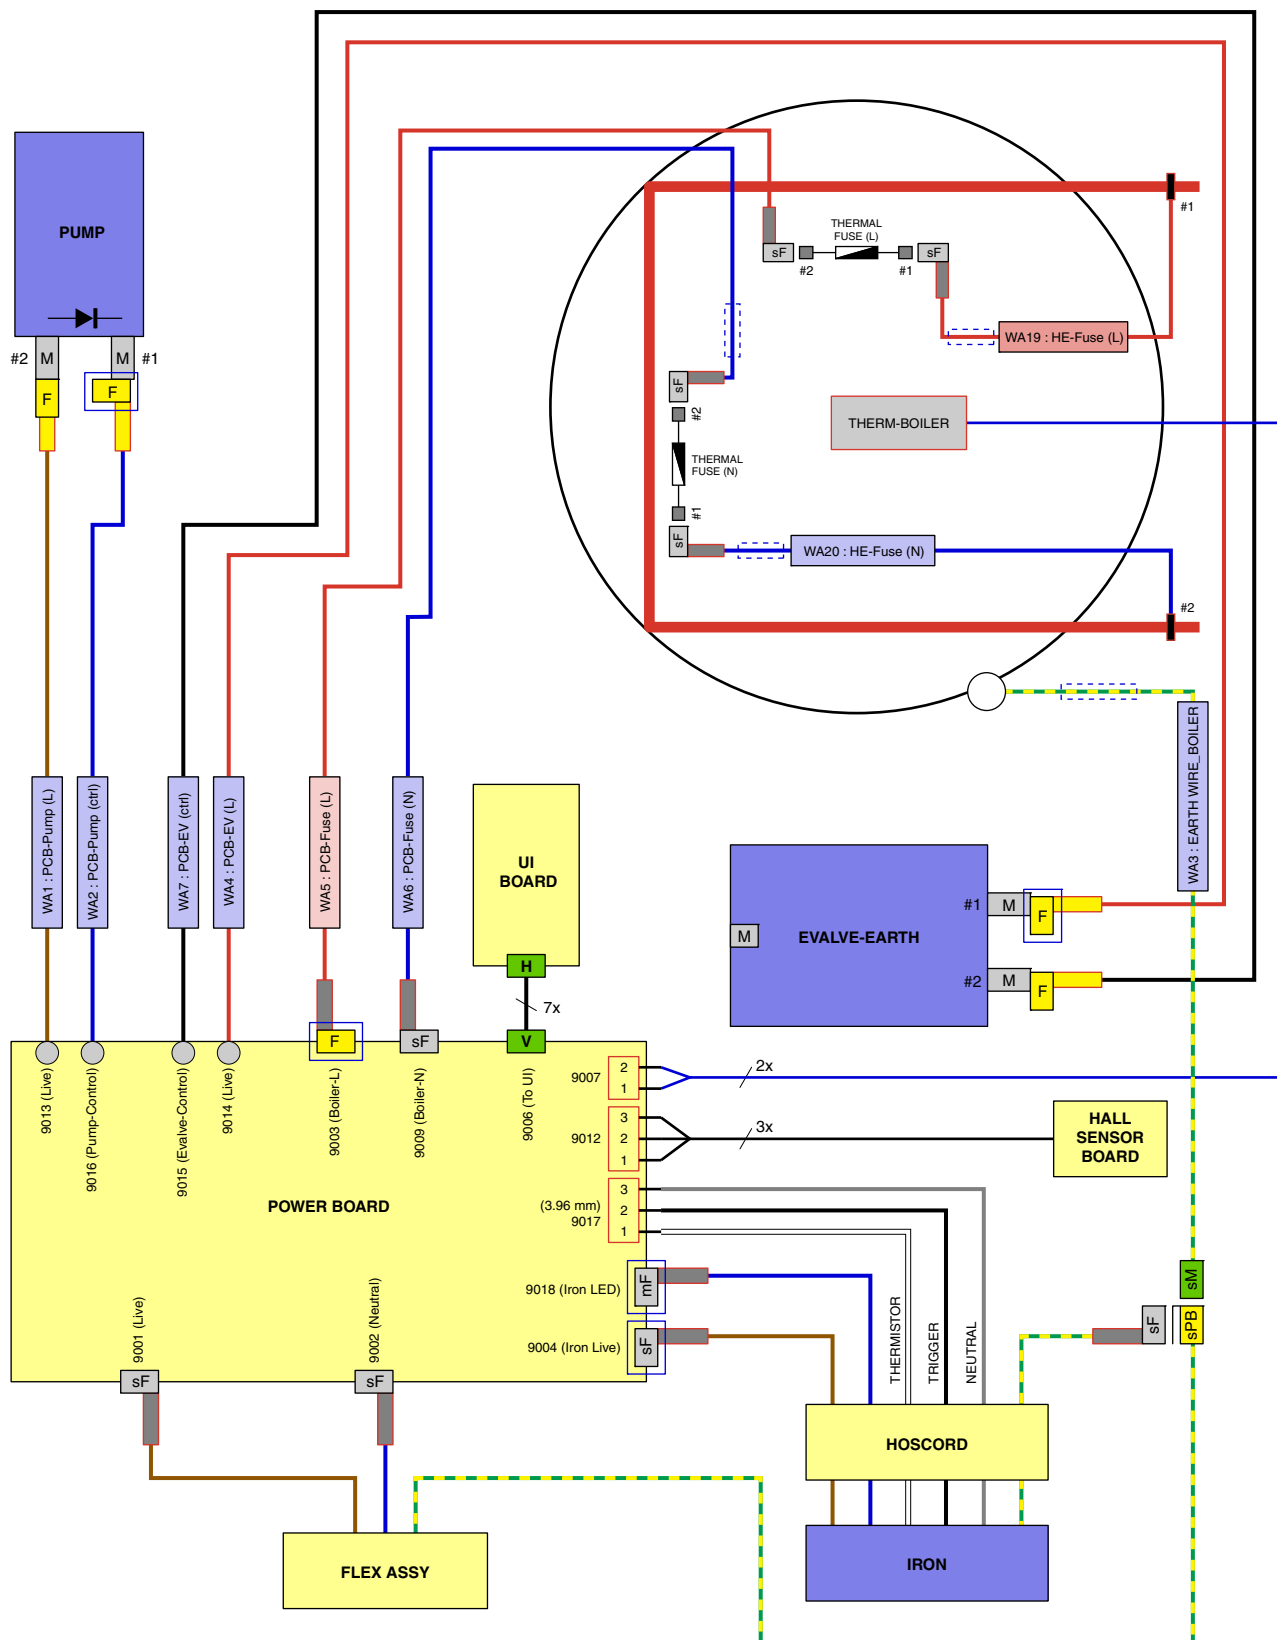 PUMP
#2
M
M
#1
F
F
THERMAL
FUSE (L)
sF
#2
#1
sF
#1
WA19 : HE-Fuse (L)
sF
#2
THERMAL
FUSE (N)
#1
sF
THERM-BOILER
WA20 : HE-Fuse (N)
#2
WA3 : EARTH WIRE_BOILER
WA1 : PCB-Pump (L)
WA2 : PCB-Pump (ctrl)
WA7 : PCB-EV (ctrl)
WA4 : PCB-EV (L)
WA5 : PCB-Fuse (L)
WA6 : PCB-Fuse (N)
UI
BOARD
H
7x
V
M
EVALVE-EARTH
#1
M
F
#2
M
F
F
sF
9013 (Live)
9016 (Pump-Control)
9015 (Evalve-Control)
9014 (Live)
9003 (Boiler-L)
9009 (Boiler-N)
9006 (To UI)
9007
2
1
2x
9012
3
2
1
3x
HALL
SENSOR
BOARD
POWER BOARD
(3.96 mm)
9017
3
2
1
9018 (Iron LED)
mF
9004 (Iron Live)
sF
9001 (Live)
9002 (Neutral)
sF
sF
THERMISTOR
TRIGGER
NEUTRAL
sM
sF
sPB
HOSCORD
FLEX ASSY
IRON